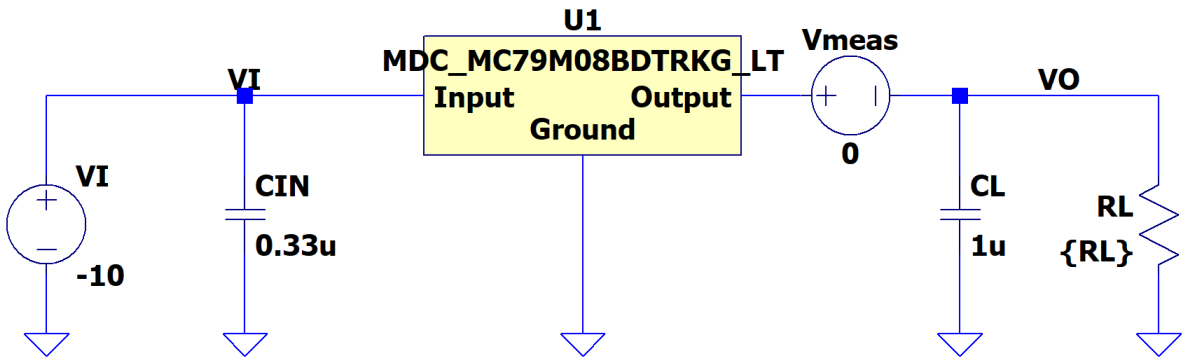 U1
MDC_MC79M08BDTRKG_LT
Vmeas
VI
Input
Output
VO
Ground
0
VI
CIN
CL
RL
0.33u
1u
{RL}
-10